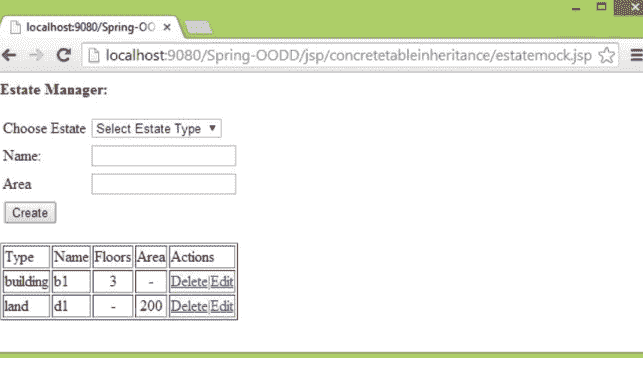 localhost:9080/Spring-OO
localhost:9080/Spring-OODD/jsp/concretetableinheritance/estatemock.jsp
Estate Manager:
Choose Estate Select Estate Type
Name:
Area
Create
Type Name Floors Area Actions
building b1 3 - Delete|Edit
land d1 - 200 Delete|Edit